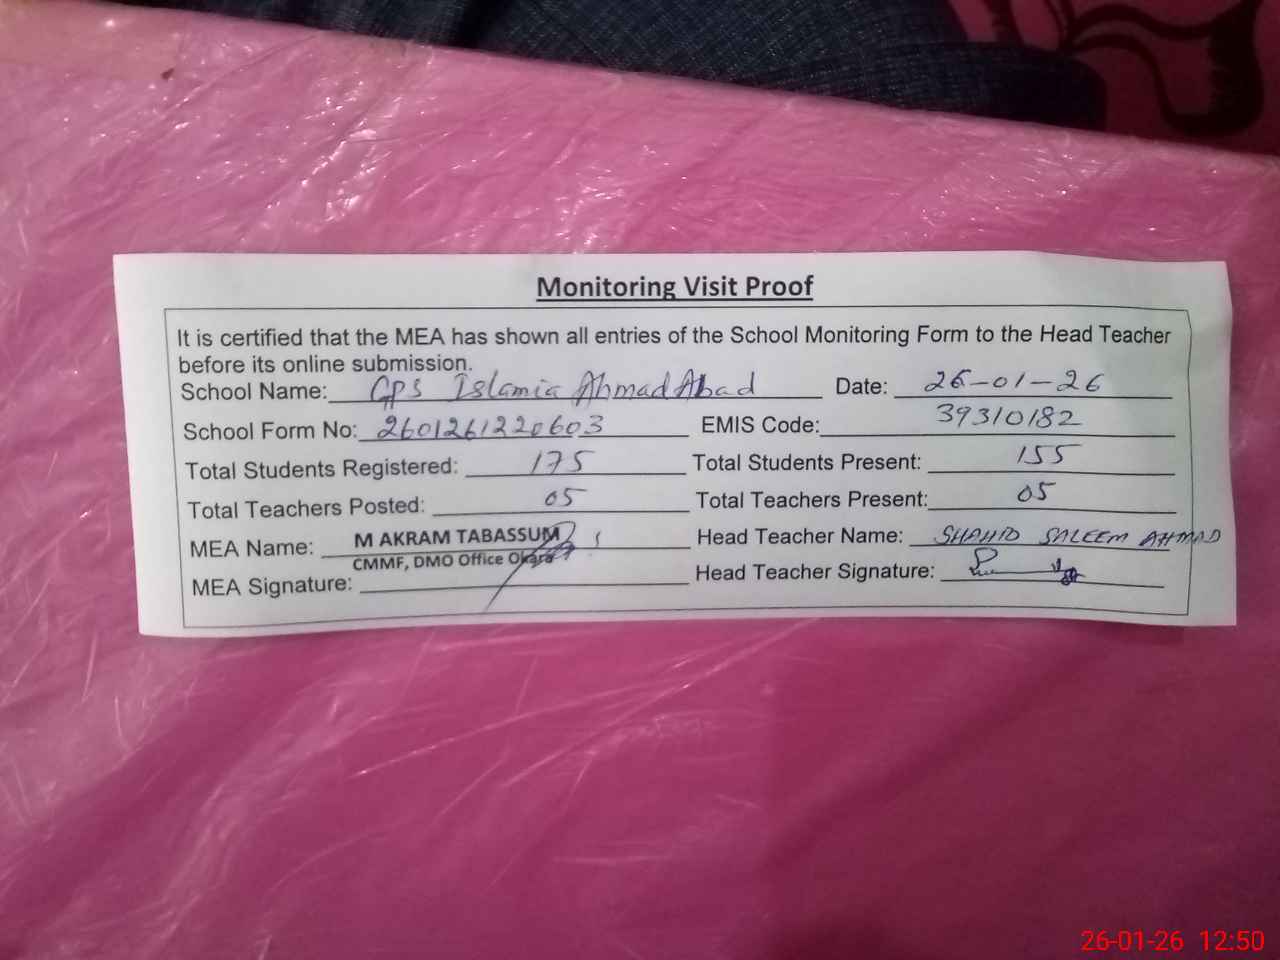 Monitoring Visit Proof
It is certified that the MEA has shown all entries of the School Monitoring Form to the Head Teacher
before its online submission.
School Name: GPS Islamia Ahmad Abad Date: 26-01-26
School Form No: 2601261220603 EMIS Code: 39310182
Total Students Registered: 175 Total Students Present: 155
Total Teachers Posted: 05 Total Teachers Present: 05
MEA Name: M AKRAM TABASSUM Head Teacher Name: SHAHID SALEEM AHMAD
CMMF, DMO Office Okara
MEA Signature: Head Teacher Signature:
26-01-26 12:50